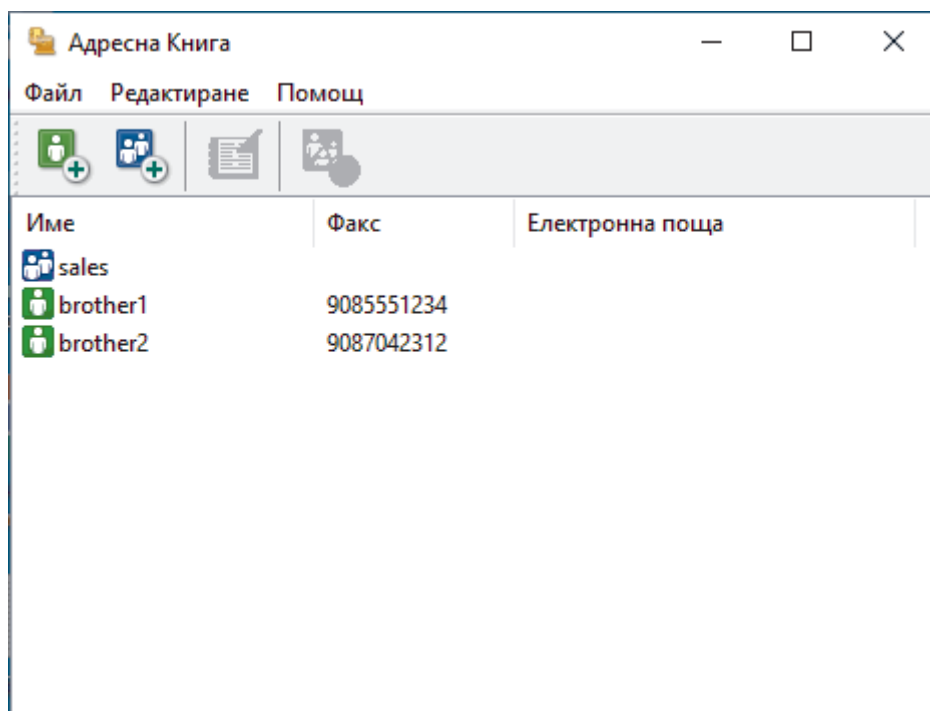 Адресна Книга
Файл Редактиране Помощ
Име Факс Електронна поща
sales
brother1 9085551234
brother2 9087042312